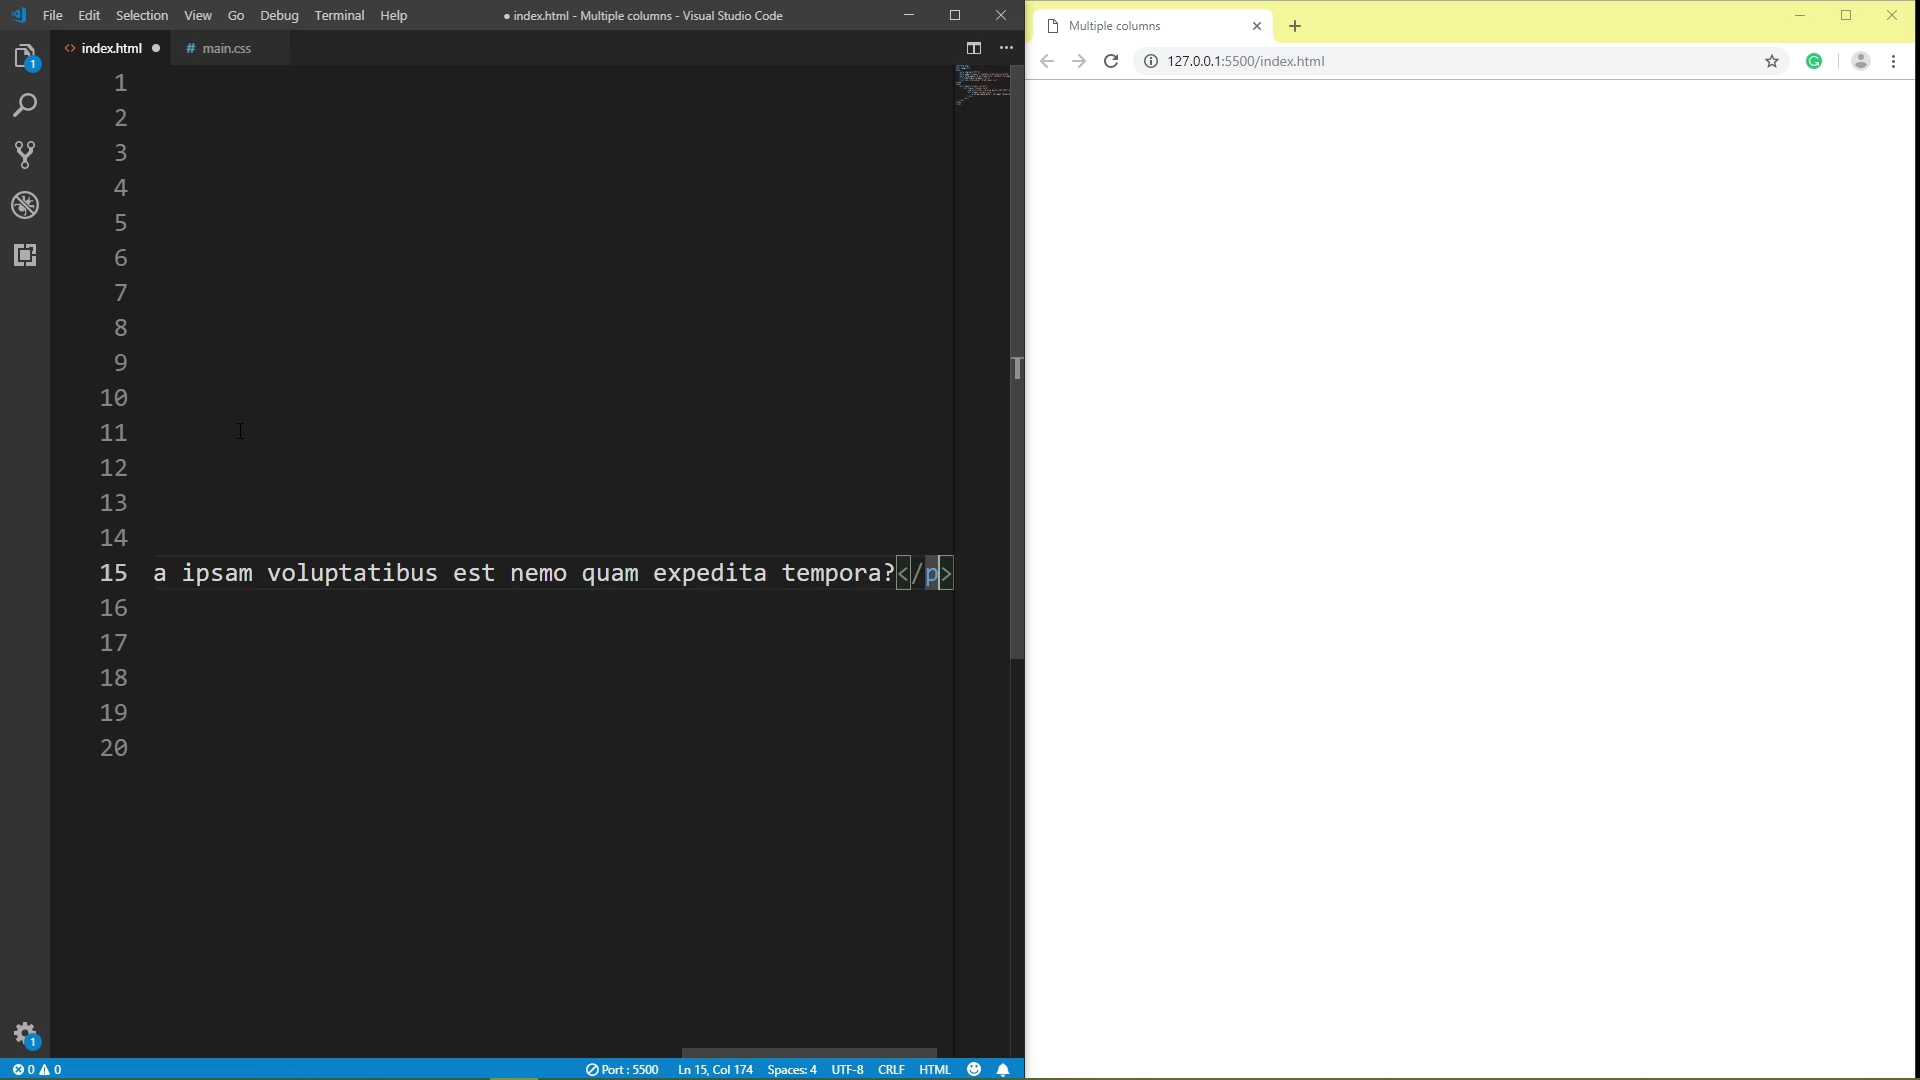 File Edit Selection View Go Debug Terminal Help
● index.html - Multiple columns - Visual Studio Code
<> index.html ●
# main.css
1
1
2
3
4
5
6
7
8
9
10
11
12
13
14
15 a ipsam voluptatibus est nemo quam expedita tempora?</p>
16
17
18
19
20
1
0 0
Port : 5500 Ln 15, Col 174 Spaces: 4 UTF-8 CRLF HTML
Multiple columns
127.0.0.1:5500/index.html